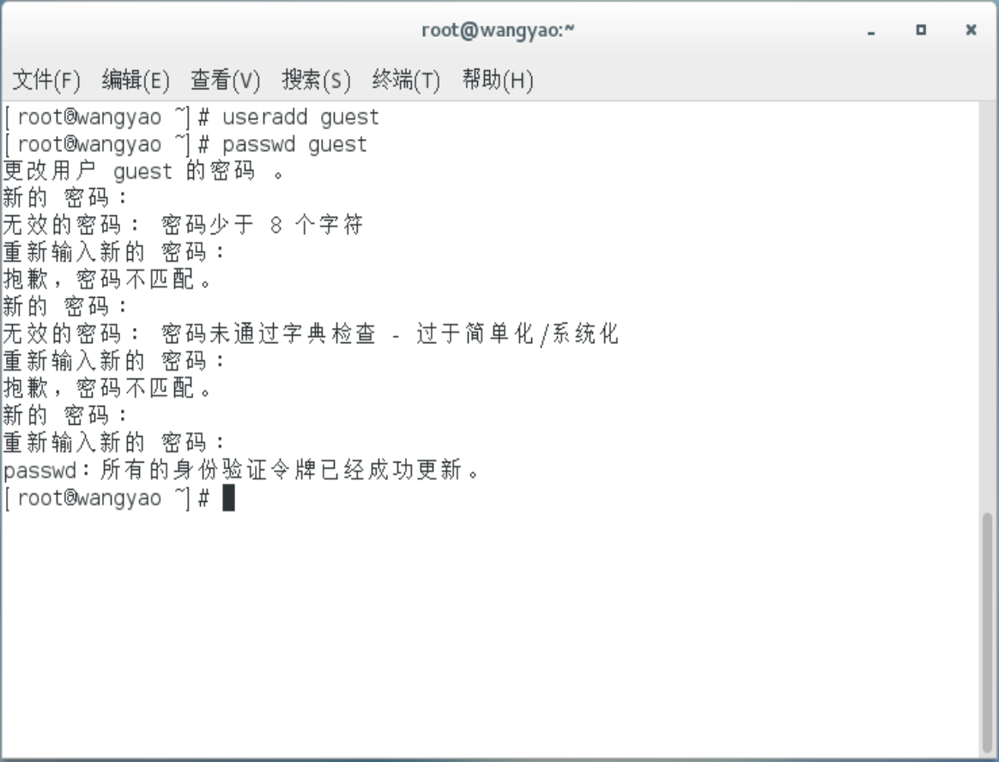 root@wangyao:~
文件(F) 编辑(E) 查看(V) 搜索(S) 终端(T) 帮助(H)
[root@wangyao ~]# useradd guest
[root@wangyao ~]# passwd guest
更改用户 guest 的密码 。
新的 密码：
无效的密码： 密码少于 8 个字符
重新输入新的 密码：
抱歉，密码不匹配。
新的 密码：
无效的密码： 密码未通过字典检查 - 过于简单化/系统化
重新输入新的 密码：
抱歉，密码不匹配。
新的 密码：
重新输入新的 密码：
passwd：所有的身份验证令牌已经成功更新。
[root@wangyao ~]#